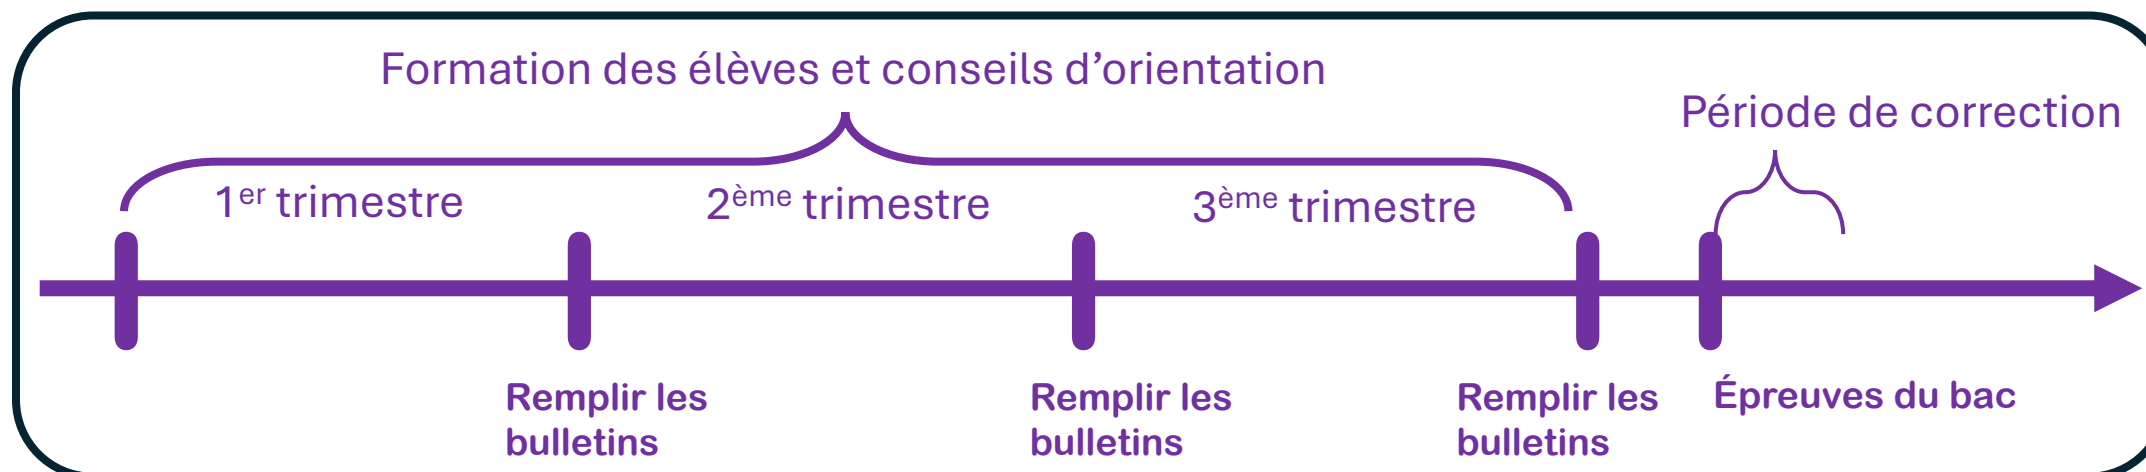 Formation des élèves et conseils d’orientation
Période de correction
1er trimestre
2ème trimestre
3ème trimestre
Remplir les
bulletins
Remplir les
bulletins
Remplir les
bulletins
Épreuves du bac